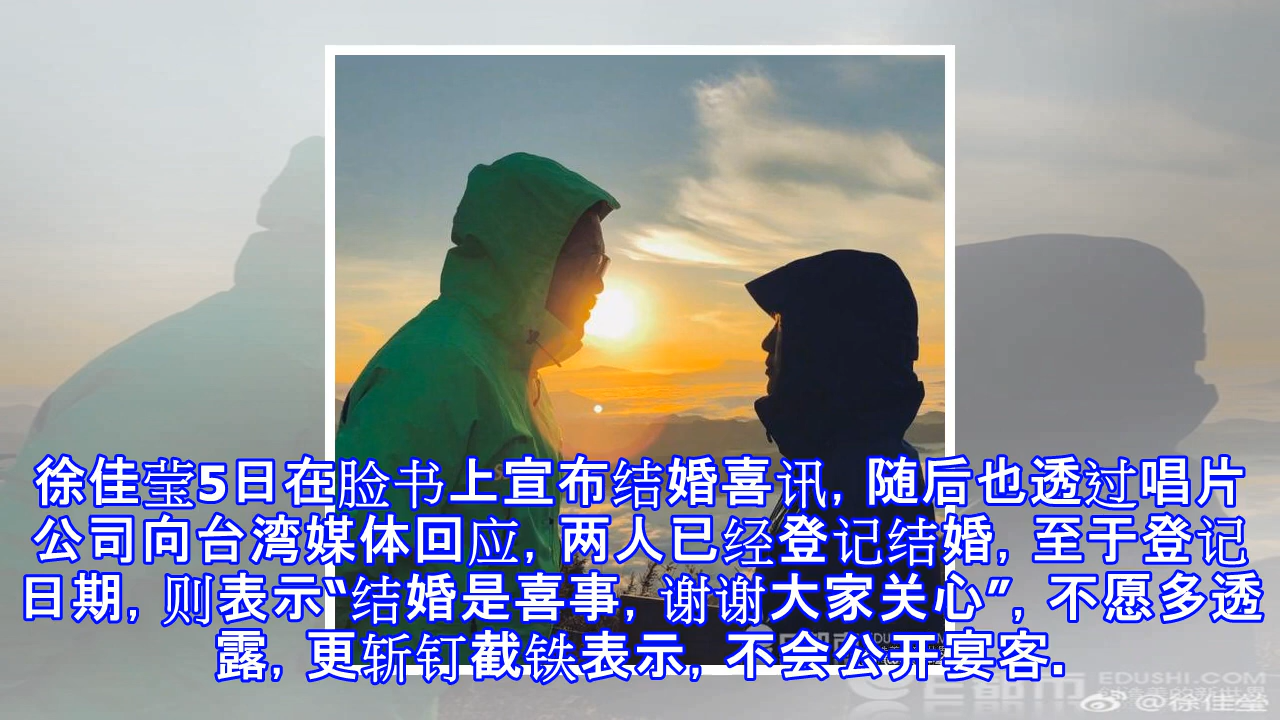 徐佳莹5日在脸书上宣布结婚喜讯, 随后也透过唱片
公司向台湾媒体回应, 两人已经登记结婚, 至于登记
日期, 则表示“结婚是喜事, 谢谢大家关心”, 不愿多透
露, 更斩钉截铁表示, 不会公开宴客.
E都市 EDUSHI.COM
@徐佳瑩